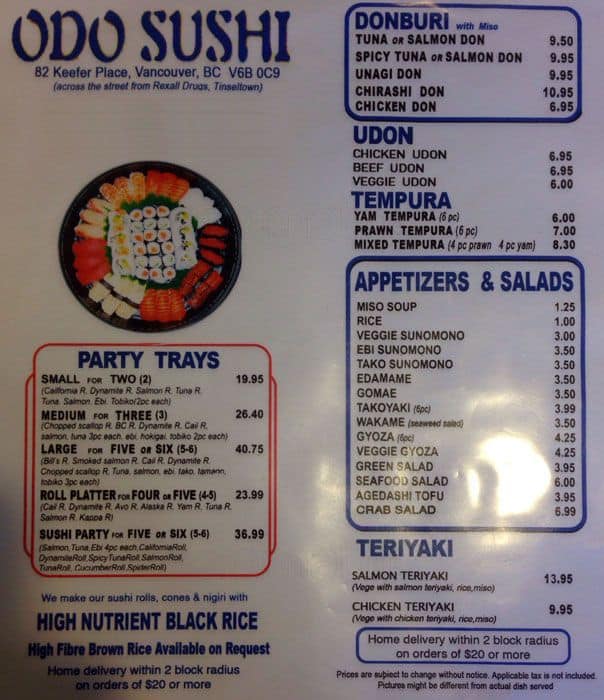 ODO SUSHI
82 Keefer Place, Vancouver, BC V6B 0C9
(across the street from Rexall Drugs, Tinseltown)
PARTY TRAYS
SMALL FOR TWO (2) 19.95
(California R. Dynamite R. Salmon R. Tuna R.
Tuna. Salmon. Ebi. Tobiko(2pc each)
MEDIUM FOR THREE (3) 26.40
(Chopped scallop R. BC R. Dynamite R. Cali R.
salmon, tuna 3pc each. ebi, hokigai, tobiko 2pc each)
LARGE FOR FIVE OR SIX (5-6) 40.75
(Bill's R. Smoked salmon R. Cali R. Dynamite R.
Chopped scallop R, Tuna, salmon, ebi, tako, tamann,
tobiko 3pc each)
ROLL PLATTER FOR FOUR OR FIVE (4-5) 23.99
(Cali R, Dynamite R, Avo R. Alaska R, Yam R, Tuna R.
Salmon R. Kappa R)
SUSHI PARTY FOR FIVE OR SIX (5-6) 36.99
(Salmon,Tuna,Ebi 4pc each,CaliforniaRoll,
DynamiteRoll,SpicyTunaRoll,SalmonRoll,
TunaRoll, CucumberRoll,SpiderRoll)
We make our sushi rolls, cones & nigiri with
HIGH NUTRIENT BLACK RICE
High Fibre Brown Rice Available on Request
Home delivery within 2 block radius
on orders of $20 or more
DONBURI with Miso
TUNA OR SALMON DON 9.50
SPICY TUNA OR SALMON DON 9.95
UNAGI DON 9.95
CHIRASHI DON 10.95
CHICKEN DON 6.95
UDON
CHICKEN UDON 6.95
BEEF UDON 6.95
VEGGIE UDON 6.00
TEMPURA
YAM TEMPURA (6 pc) 6.00
PRAWN TEMPURA (6 pc) 7.00
MIXED TEMPURA (4 pc prawn 4 pc yam) 8.30
APPETIZERS & SALADS
MISO SOUP 1.25
RICE 1.00
VEGGIE SUNOMONO 3.00
EBI SUNOMONO 3.50
TAKO SUNOMONO 3.50
EDAMAME 3.50
GOMAE 3.50
TAKOYAKI (6pc) 3.99
WAKAME (seaweed salad) 3.50
GYOZA (6pc) 4.25
VEGGIE GYOZA 4.25
GREEN SALAD 3.95
SEAFOOD SALAD 6.00
AGEDASHI TOFU 3.95
CRAB SALAD 6.99
TERIYAKI
SALMON TERIYAKI 13.95
(Vege with salmon teriyaki, rice,miso)
CHICKEN TERIYAKI 9.95
(Vege with chicken teriyaki, rice,miso)
Home delivery within 2 block radius
on orders of $20 or more
Prices are subject to change without notice. Applicable tax is not included.
Pictures might be different from actual dish served